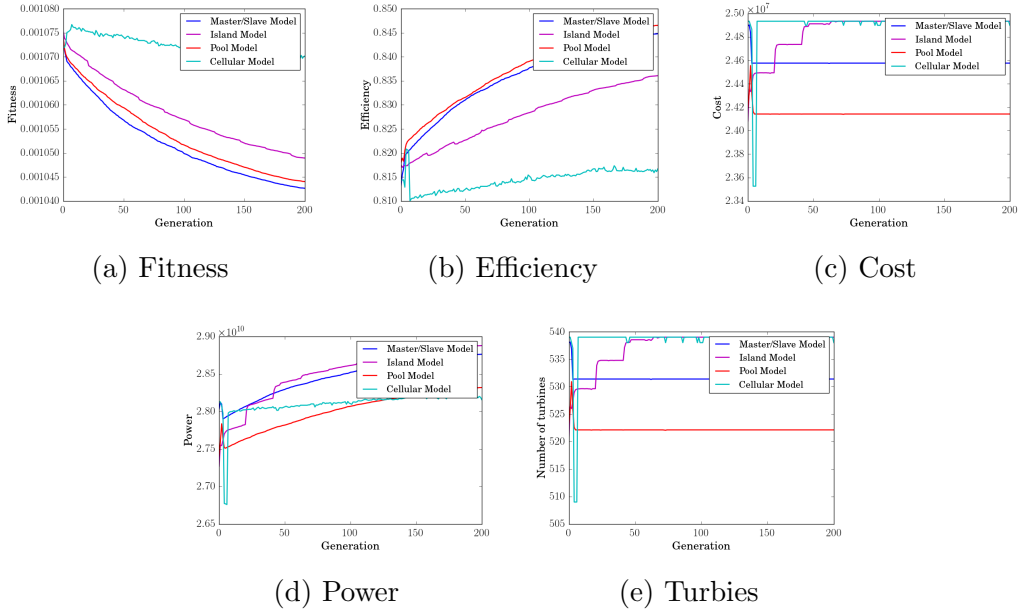 0.001080
0.001075
0.001070
0.001065
0.001060
0.001055
0.001050
0.001045
0.001040
Fitness
0 50 100 150 200
Generation
Master/Slave Model
Island Model
Pool Model
Cellular Model
(a) Fitness
0.850
0.845
0.840
0.835
0.830
0.825
0.820
0.815
0.810
Efficiency
0 50 100 150 200
Generation
Master/Slave Model
Island Model
Pool Model
Cellular Model
(b) Efficiency
2.50 ×10⁷
2.48
2.46
2.44
2.42
2.40
2.38
2.36
2.34
Cost
0 50 100 150 200
Generation
Master/Slave Model
Island Model
Pool Model
Cellular Model
(c) Cost
2.90 ×10¹⁰
2.85
2.80
2.75
2.70
2.65
Power
0 50 100 150 200
Generation
Master/Slave Model
Island Model
Pool Model
Cellular Model
(d) Power
540
535
530
525
520
515
510
505
Number of turbines
0 50 100 150 200
Generation
Master/Slave Model
Island Model
Pool Model
Cellular Model
(e) Turbies